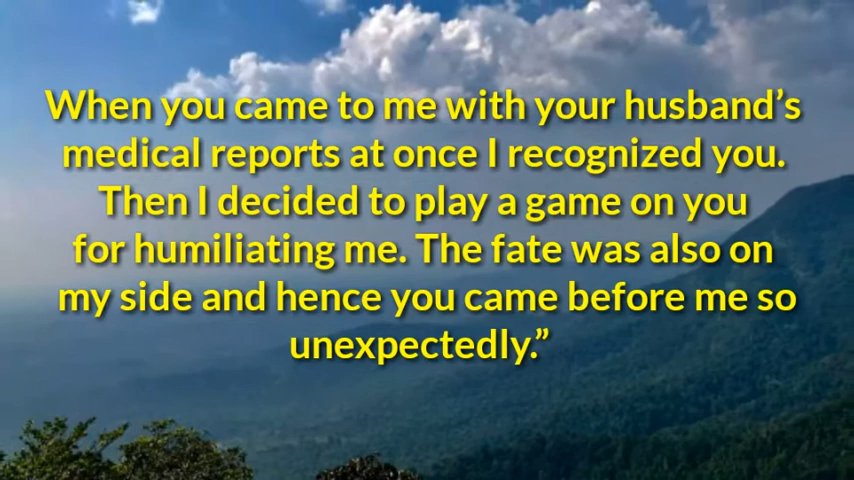 When you came to me with your husband’s
medical reports at once I recognized you.
Then I decided to play a game on you
for humiliating me. The fate was also on
my side and hence you came before me so
unexpectedly.”